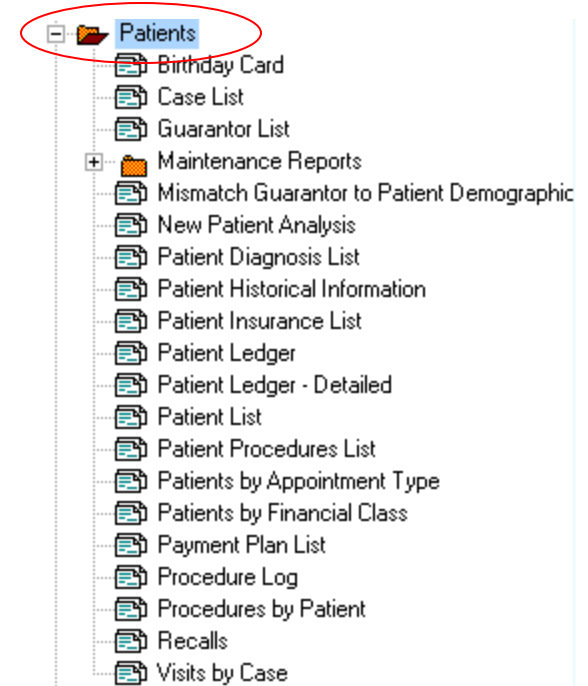 Patients
Birthday Card
Case List
Guarantor List
Maintenance Reports
Mismatch Guarantor to Patient Demographic
New Patient Analysis
Patient Diagnosis List
Patient Historical Information
Patient Insurance List
Patient Ledger
Patient Ledger - Detailed
Patient List
Patient Procedures List
Patients by Appointment Type
Patients by Financial Class
Payment Plan List
Procedure Log
Procedures by Patient
Recalls
Visits by Case